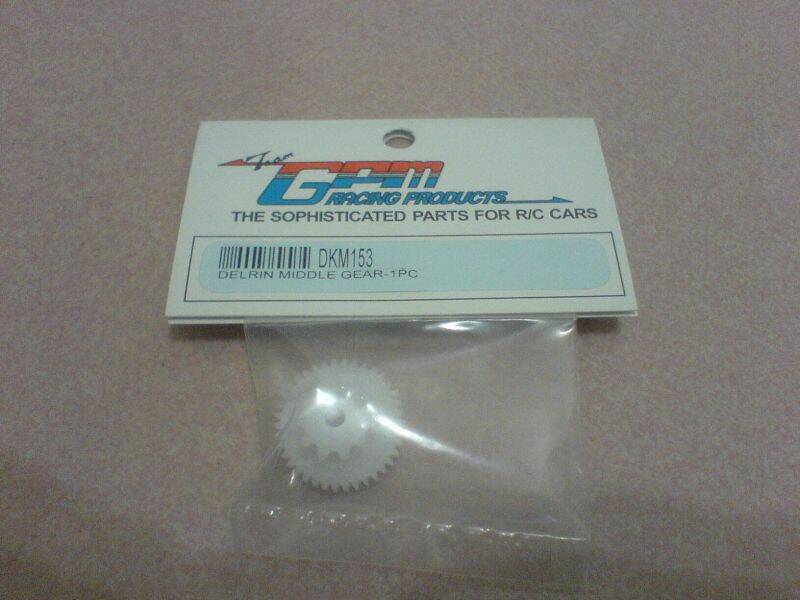 Team
GPM
RACING PRODUCTS
THE SOPHISTICATED PARTS FOR R/C CARS
DKM153
DELRIN MIDDLE GEAR-1PC